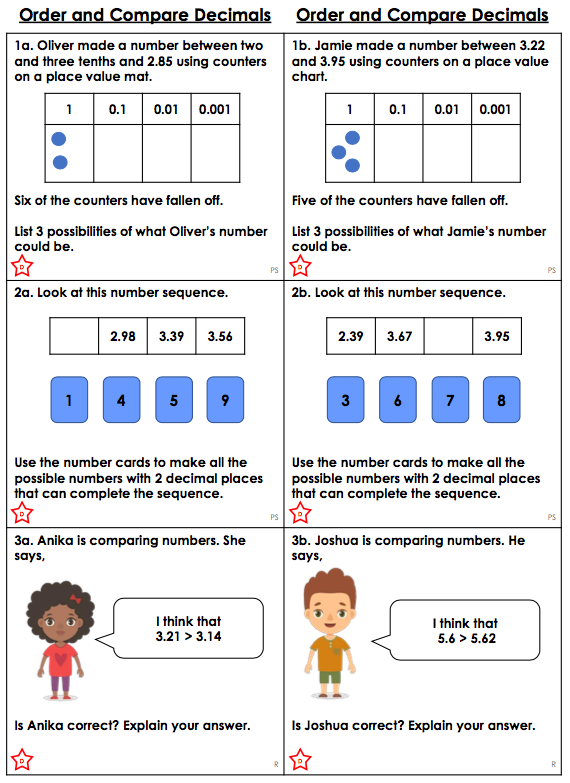 Order and Compare Decimals
Order and Compare Decimals
1a. Oliver made a number between two
and three tenths and 2.85 using counters
on a place value mat.
1 0.1 0.01 0.001
Six of the counters have fallen off.
List 3 possibilities of what Oliver's number
could be.
D
PS
1b. Jamie made a number between 3.22
and 3.95 using counters on a place value
chart.
1 0.1 0.01 0.001
Five of the counters have fallen off.
List 3 possibilities of what Jamie's number
could be.
D
PS
2a. Look at this number sequence.
2.98 3.39 3.56
1 4 5 9
Use the number cards to make all the
possible numbers with 2 decimal places
that can complete the sequence.
D
PS
2b. Look at this number sequence.
2.39 3.67 3.95
3 6 7 8
Use the number cards to make all the
possible numbers with 2 decimal places
that can complete the sequence.
D
PS
3a. Anika is comparing numbers. She
says,
I think that
3.21 > 3.14
Is Anika correct? Explain your answer.
D
R
3b. Joshua is comparing numbers. He
says,
I think that
5.6 > 5.62
Is Joshua correct? Explain your answer.
D
R